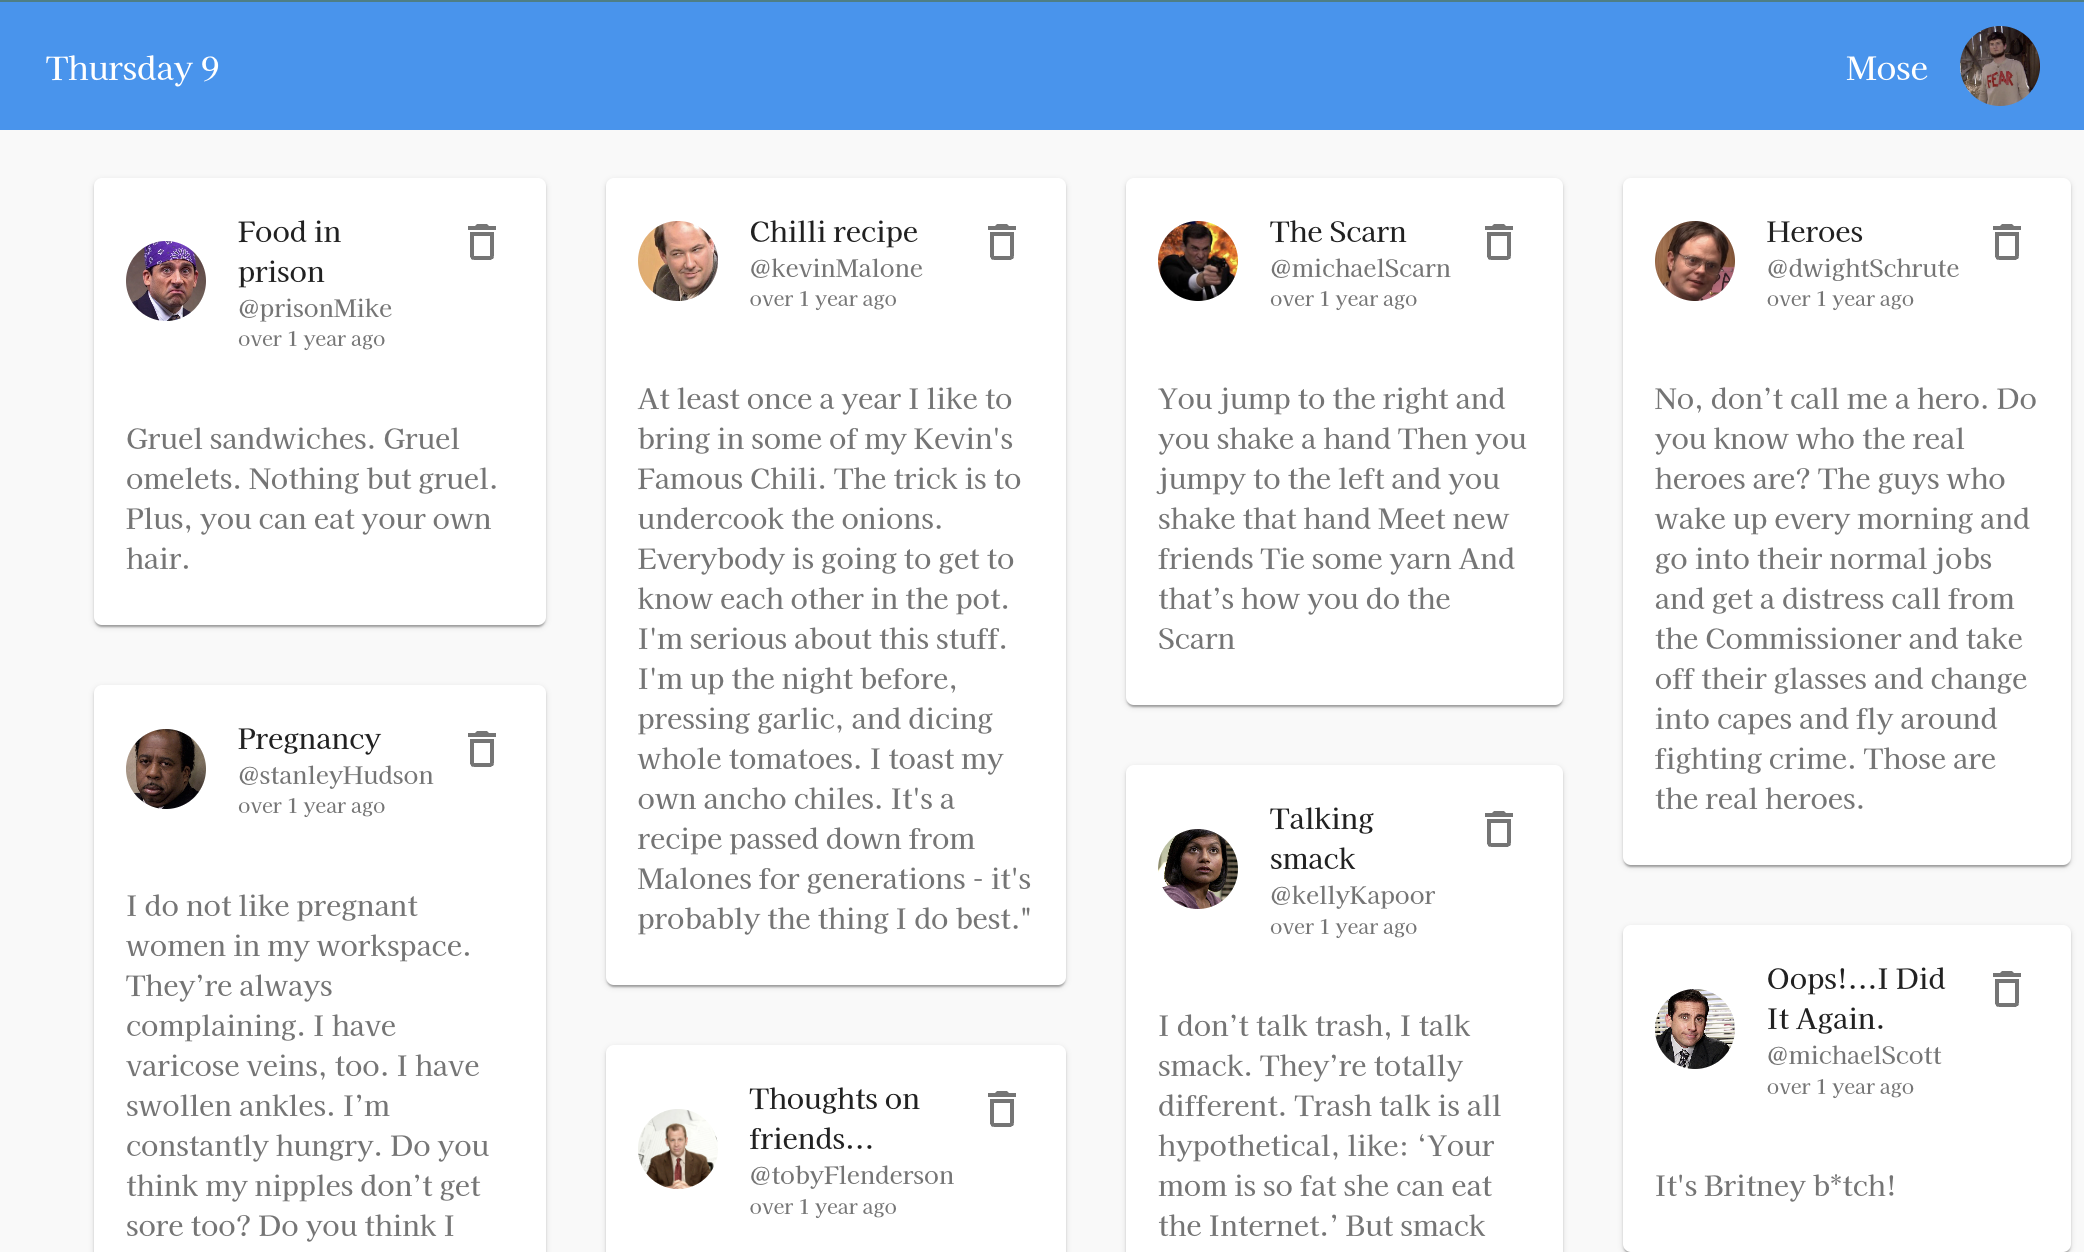 Thursday 9
Mose
FEAR
Food in
prison
@prisonMike
over 1 year ago
Gruel sandwiches. Gruel
omelets. Nothing but gruel.
Plus, you can eat your own
hair.
Pregnancy
@stanleyHudson
over 1 year ago
I do not like pregnant
women in my workspace.
They’re always
complaining. I have
varicose veins, too. I have
swollen ankles. I’m
constantly hungry. Do you
think my nipples don’t get
sore too? Do you think I
Chilli recipe
@kevinMalone
over 1 year ago
At least once a year I like to
bring in some of my Kevin's
Famous Chili. The trick is to
undercook the onions.
Everybody is going to get to
know each other in the pot.
I'm serious about this stuff.
I'm up the night before,
pressing garlic, and dicing
whole tomatoes. I toast my
own ancho chiles. It's a
recipe passed down from
Malones for generations - it's
probably the thing I do best."
Thoughts on
friends...
@tobyFlenderson
over 1 year ago
The Scarn
@michaelScarn
over 1 year ago
You jump to the right and
you shake a hand Then you
jumpy to the left and you
shake that hand Meet new
friends Tie some yarn And
that’s how you do the
Scarn
Talking
smack
@kellyKapoor
over 1 year ago
I don’t talk trash, I talk
smack. They’re totally
different. Trash talk is all
hypothetical, like: ‘Your
mom is so fat she can eat
the Internet.’ But smack
Heroes
@dwightSchrute
over 1 year ago
No, don’t call me a hero. Do
you know who the real
heroes are? The guys who
wake up every morning and
go into their normal jobs
and get a distress call from
the Commissioner and take
off their glasses and change
into capes and fly around
fighting crime. Those are
the real heroes.
Oops!...I Did
It Again.
@michaelScott
over 1 year ago
It's Britney b*tch!